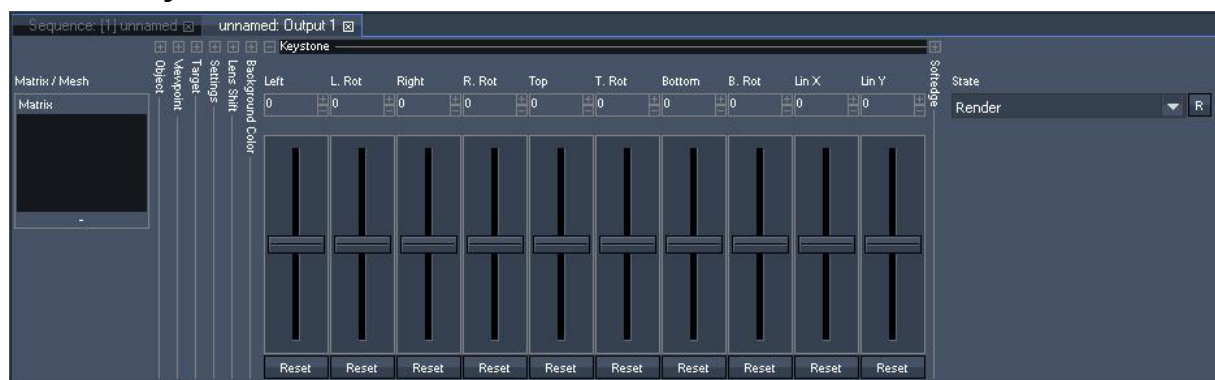 Sequence: [1] unnamed
unnamed: Output 1
Matrix / Mesh
Matrix
-
Object
Viewpoint
Target
Settings
Lens Shift
Background Color
Keystone
Left L. Rot Right R. Rot Top T. Rot Bottom B. Rot Lin X Lin Y
0 0 0 0 0 0 0 0 0 0
Reset Reset Reset Reset Reset Reset Reset Reset Reset Reset
Softedge
State
Render R